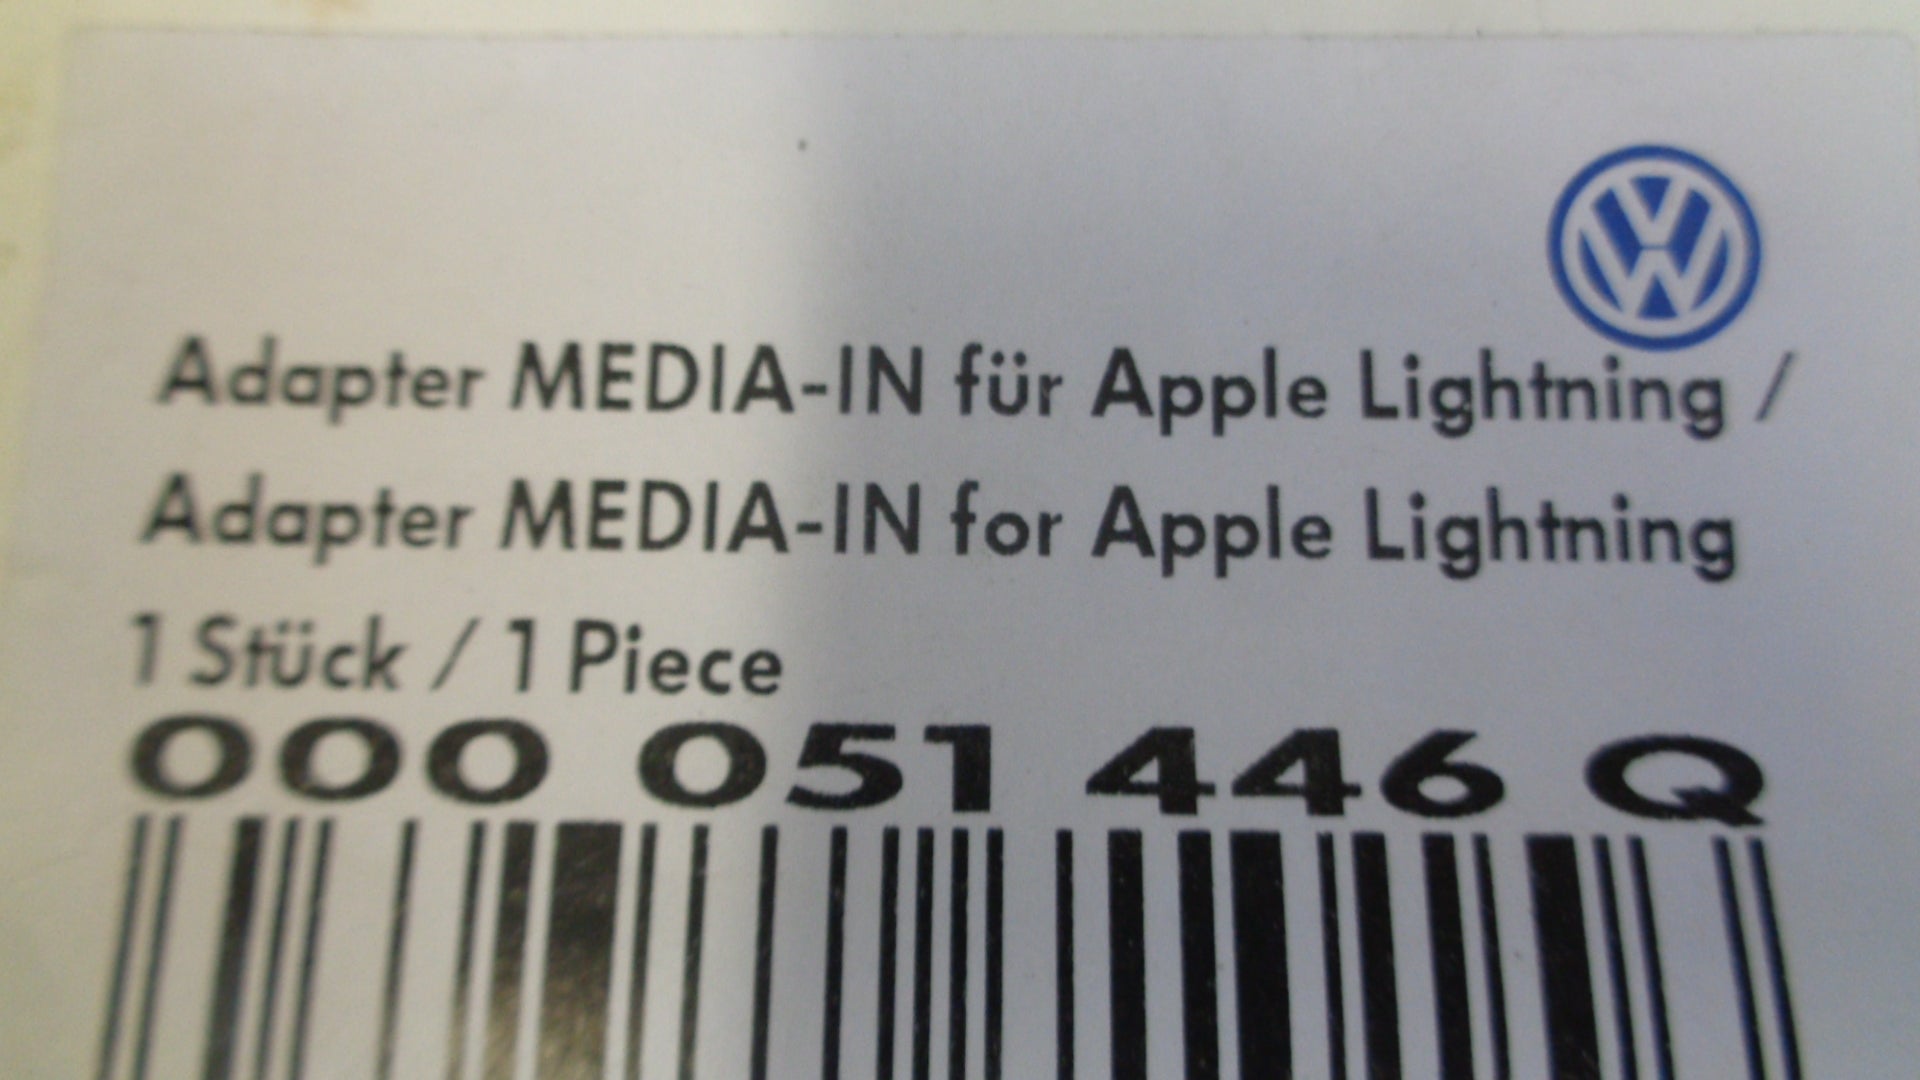 VW
Adapter MEDIA-IN für Apple Lightning /
Adapter MEDIA-IN for Apple Lightning
1 Stück / 1 Piece
000 051 446 Q